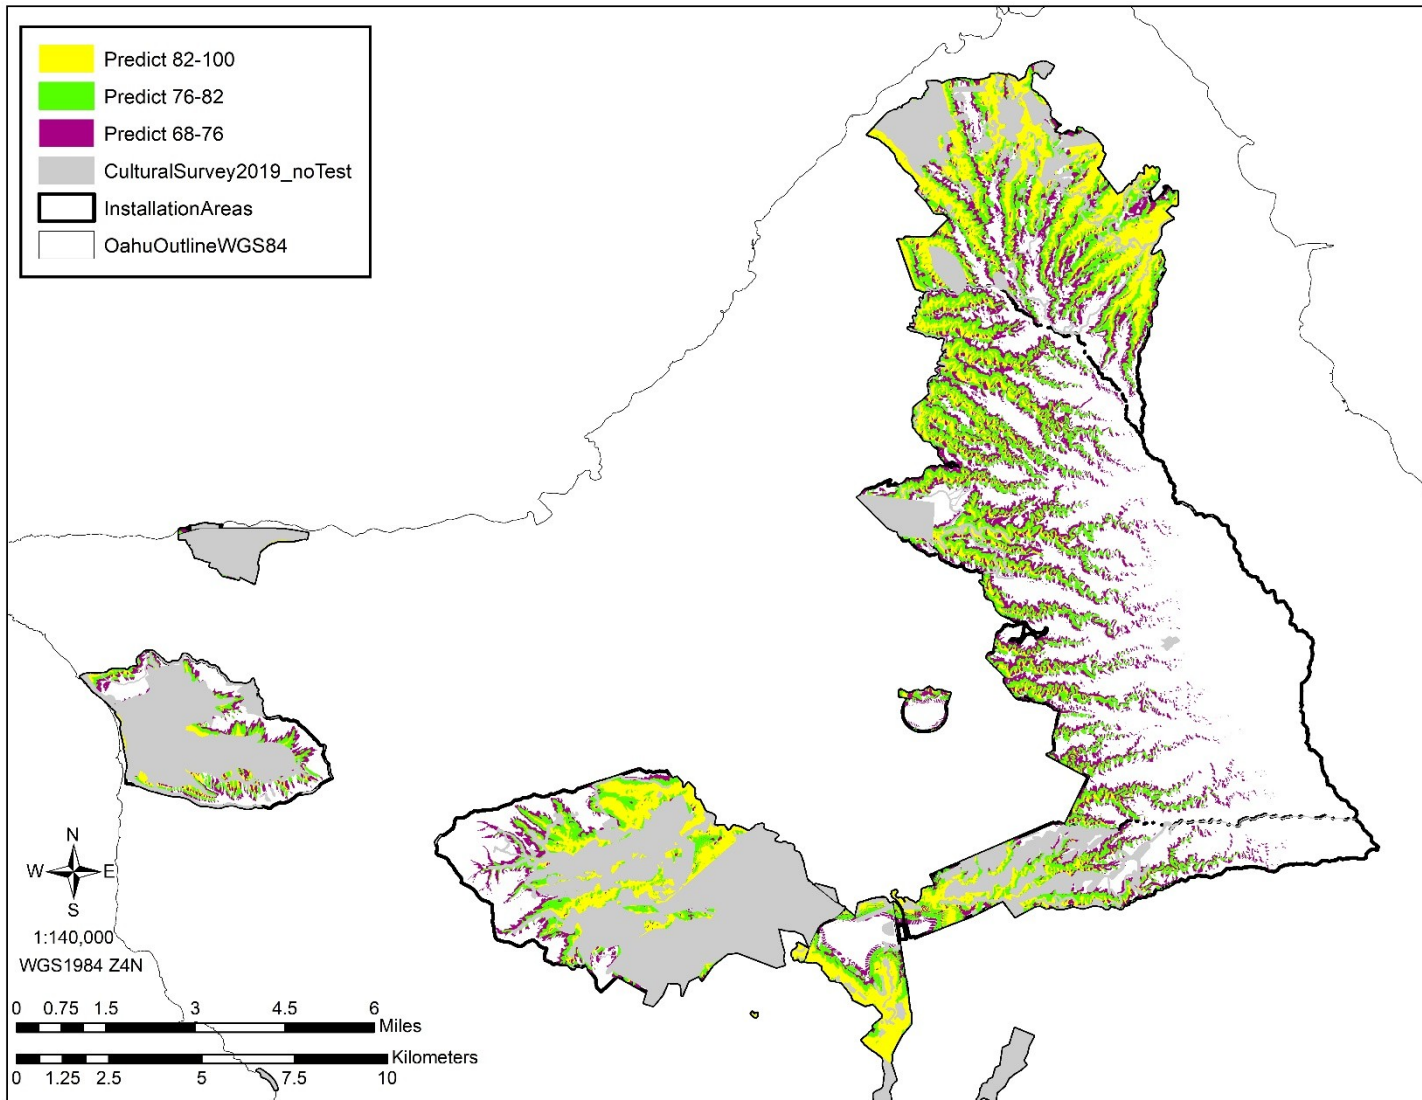 Predict 82-100
Predict 76-82
Predict 68-76
CulturalSurvey2019_noTest
InstallationAreas
OahuOutlineWGS84
N
W E
S
1:140,000
WGS1984 Z4N
0 0.75 1.5 3 4.5 6
Miles
Kilometers
0 1.25 2.5 5 7.5 10